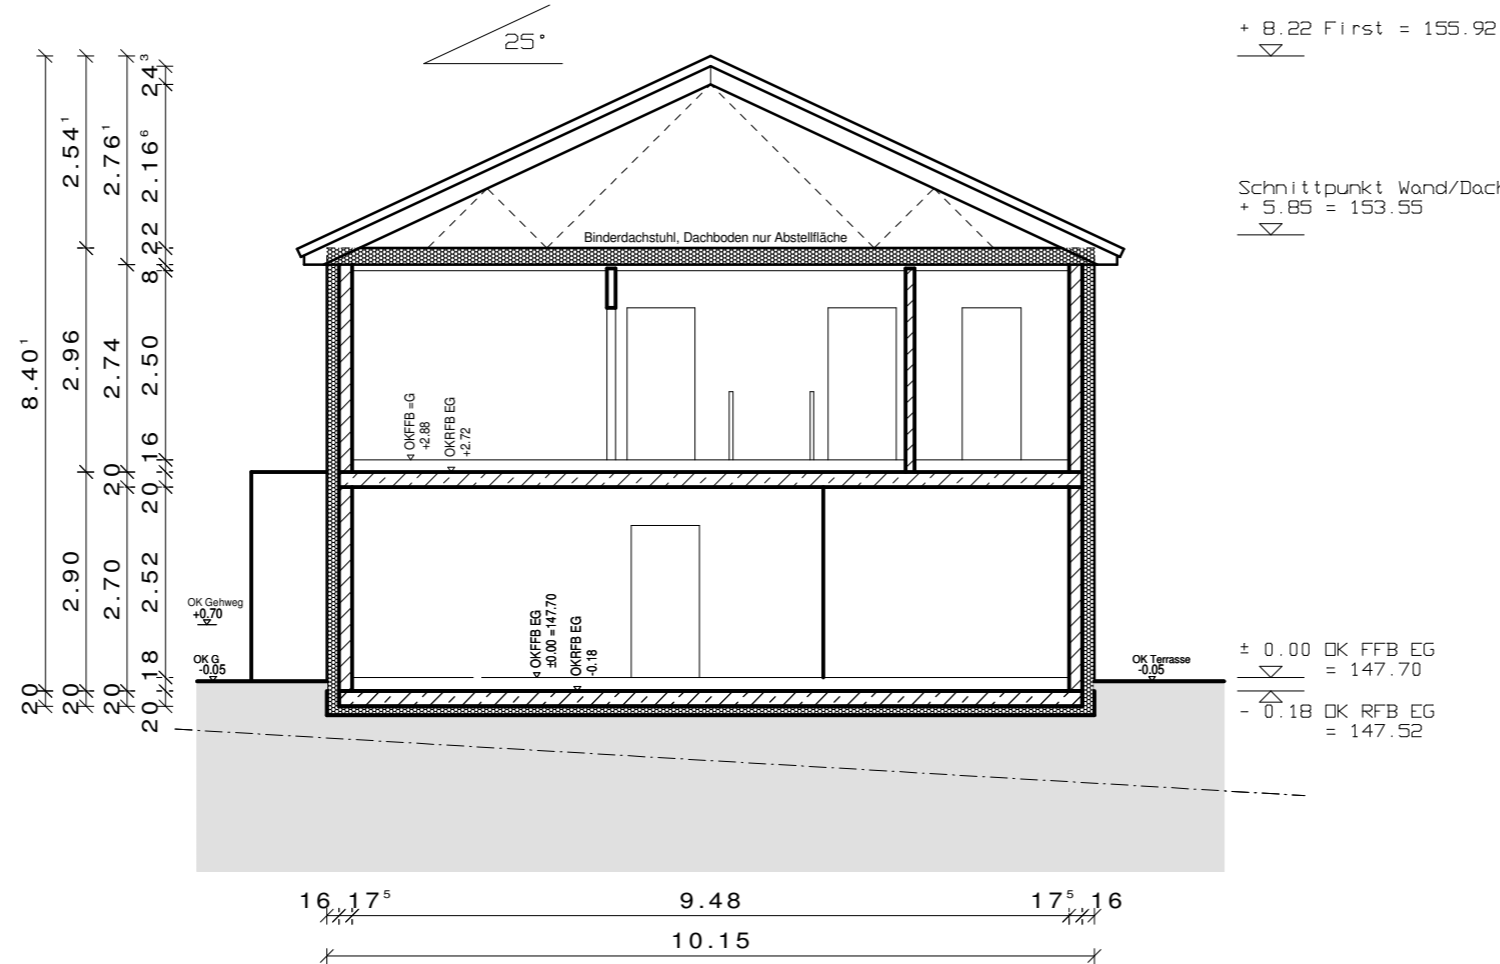 25°
+ 8.22 First = 155.92
Schnittpunkt Wand/Dach
+ 5.85 = 153.55
± 0.00 OK FFB EG
= 147.70
- 0.18 OK RFB EG
= 147.52
8.40¹
20
2.54¹
2.96
2.90
20
2.76¹
2.74
20
2.70
20
24³
2.16⁶
22
8
2.50
16
20
2.52
18
20
Binderdachstuhl, Dachboden nur Abstellfläche
OKFFB =G
+2.88
OKRFB EG
+2.72
OKFFB EG
±0.00 =147.70
OKRFB EG
-0.18
OK Gehweg
+0.70
OK G
-0.05
OK Terrasse
-0.05
16 17⁵ 9.48 17⁵ 16
10.15